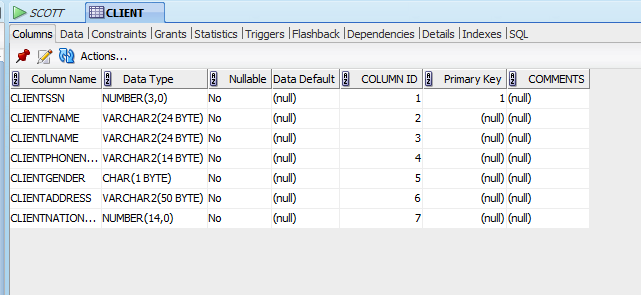 SCOTT CLIENT
Columns Data Constraints Grants Statistics Triggers Flashback Dependencies Details Indexes SQL
Actions...
Column Name Data Type Nullable Data Default COLUMN ID Primary Key COMMENTS
CLIENTSSN NUMBER(3,0) No (null) 1 1 (null)
CLIENTFNAME VARCHAR2(24 BYTE) No (null) 2 (null) (null)
CLIENTLNAME VARCHAR2(24 BYTE) No (null) 3 (null) (null)
CLIENTPHONEN... VARCHAR2(14 BYTE) No (null) 4 (null) (null)
CLIENTGENDER CHAR(1 BYTE) No (null) 5 (null) (null)
CLIENTADDRESS VARCHAR2(50 BYTE) No (null) 6 (null) (null)
CLIENTNATION... NUMBER(14,0) No (null) 7 (null) (null)